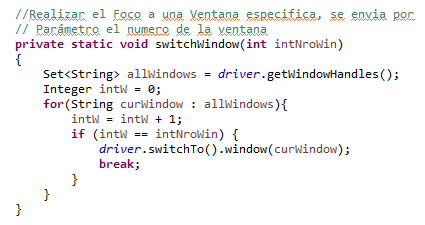 //Realizar el Foco a una Ventana especifica, se envia por
// Parámetro el numero de la ventana
private static void switchWindow(int intNroWin)
{
    Set<String> allWindows = driver.getWindowHandles();
    Integer intW = 0;
    for(String curWindow : allWindows){
        intW = intW + 1;
        if (intW == intNroWin) {
            driver.switchTo().window(curWindow);
            break;
        }
    }
}